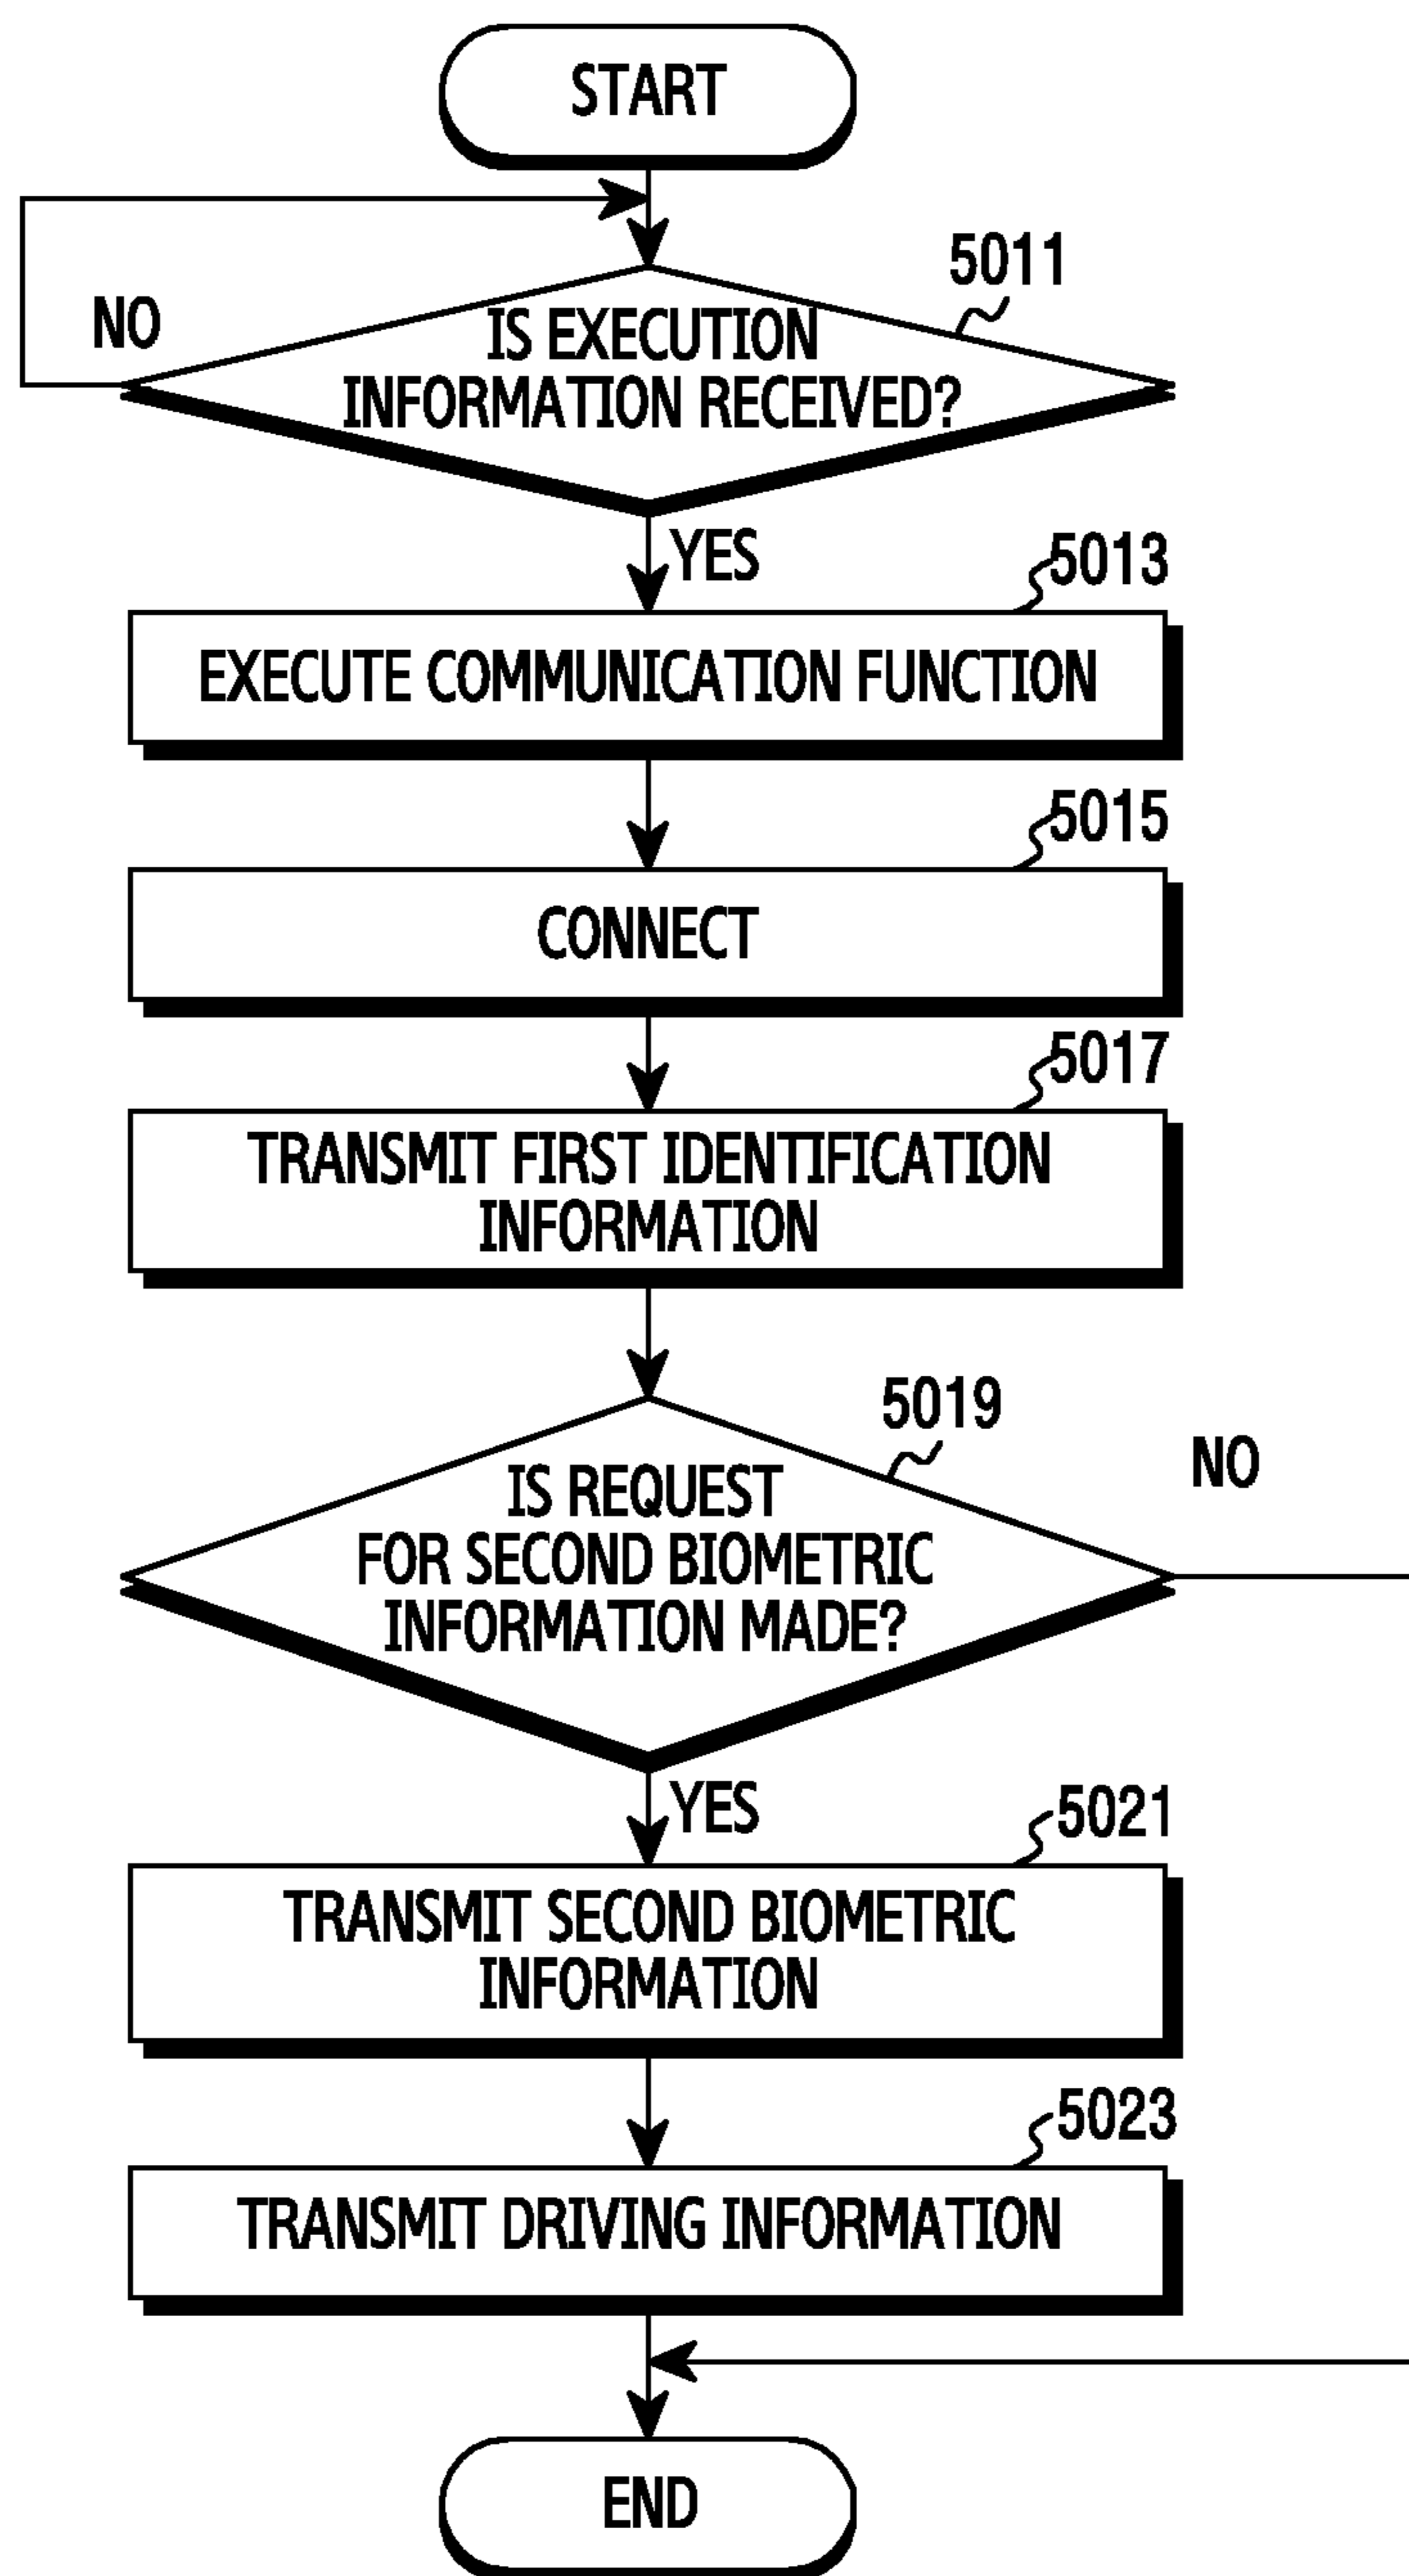 START
5011
NO
IS EXECUTION
INFORMATION RECEIVED?
YES
5013
EXECUTE COMMUNICATION FUNCTION
5015
CONNECT
5017
TRANSMIT FIRST IDENTIFICATION
INFORMATION
5019
NO
IS REQUEST
FOR SECOND BIOMETRIC
INFORMATION MADE?
YES
5021
TRANSMIT SECOND BIOMETRIC
INFORMATION
5023
TRANSMIT DRIVING INFORMATION
END